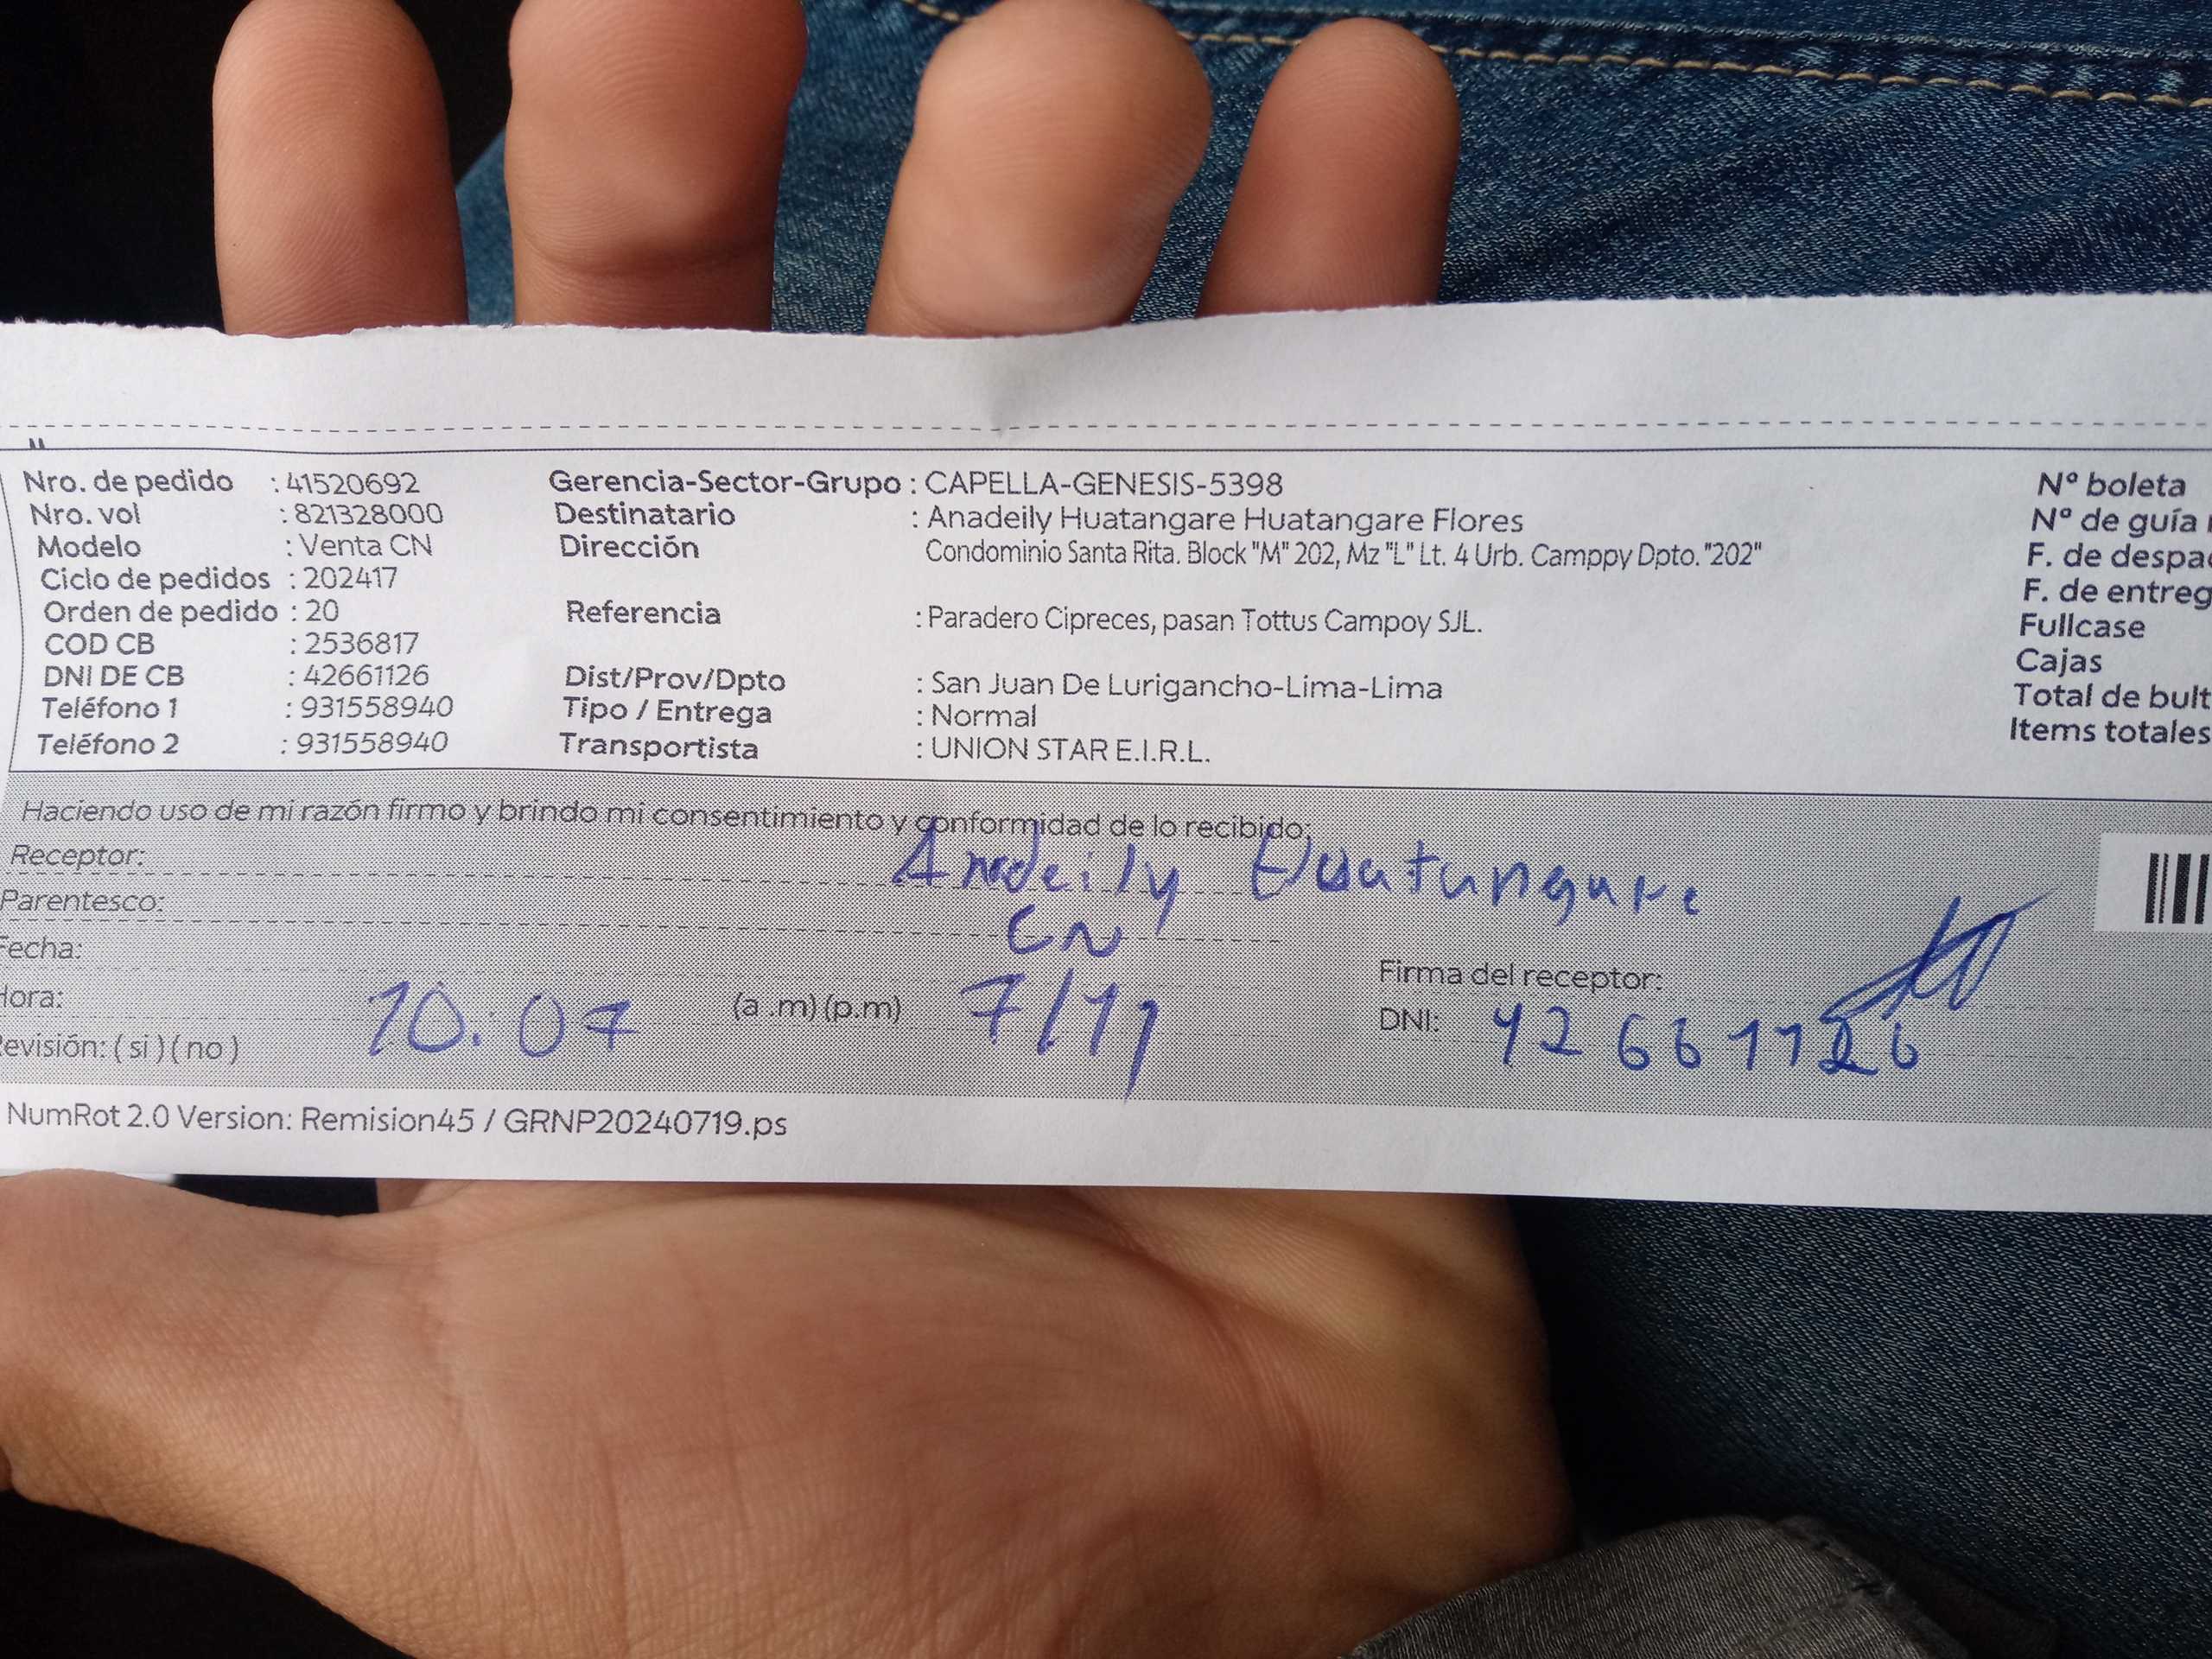 Nro. de pedido : 41520692 Gerencia-Sector-Grupo : CAPELLA-GENESIS-5398 Nº boleta
Nro. vol : 821328000 Destinatario : Anadeily Huatangare Huatangare Flores Nº de guía
Modelo : Venta CN Dirección Condominio Santa Rita. Block "M" 202, Mz "L" Lt. 4 Urb. Camppy Dpto. "202" F. de despac
Ciclo de pedidos : 202417 F. de entreg
Orden de pedido : 20 Referencia : Paradero Cipreces, pasan Tottus Campoy SJL. Fullcase
COD CB : 2536817 Cajas
DNI DE CB : 42661126 Dist/Prov/Dpto : San Juan De Lurigancho-Lima-Lima Total de bult
Teléfono 1 : 931558940 Tipo / Entrega : Normal Items totales
Teléfono 2 : 931558940 Transportista : UNION STAR E.I.R.L.
Haciendo uso de mi razón firmo y brindo mi consentimiento y conformidad de lo recibido:
Receptor: Anadeily Huatangare
Parentesco: CN
Fecha: 7/11
Hora: 10.07 (a .m) (p.m) Firma del receptor:
Revisión: ( si ) ( no ) DNI: 42661126
NumRot 2.0 Version: Remision45 / GRNP20240719.ps